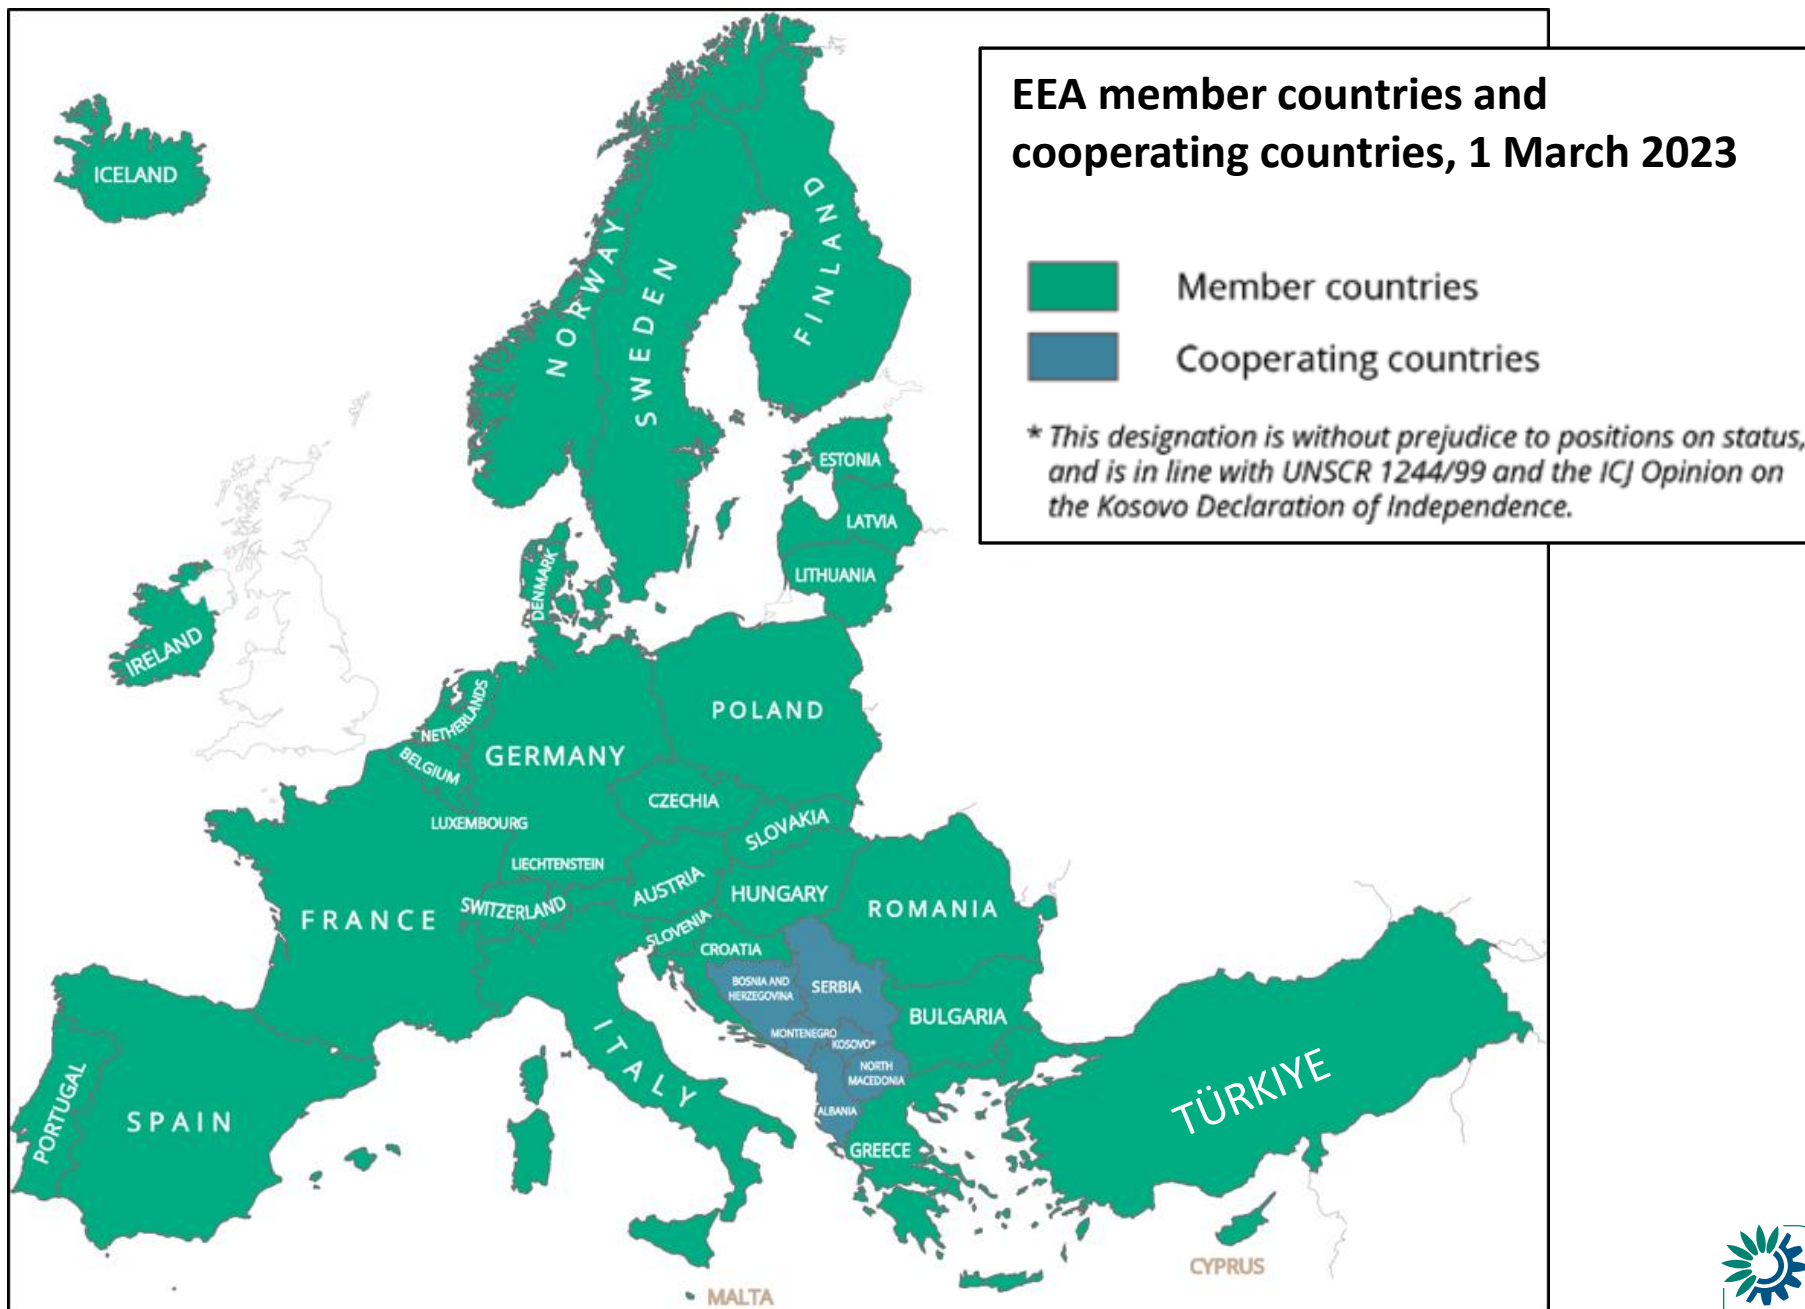 EEA member countries and
cooperating countries, 1 March 2023
Member countries
Cooperating countries
* This designation is without prejudice to positions on status,
and is in line with UNSCR 1244/99 and the ICJ Opinion on
the Kosovo Declaration of Independence.
ICELAND
NORWAY
SWEDEN
FINLAND
ESTONIA
LATVIA
LITHUANIA
DENMARK
IRELAND
NETHERLANDS
BELGIUM
GERMANY
POLAND
LUXEMBOURG
CZECHIA
SLOVAKIA
LIECHTENSTEIN
SWITZERLAND
AUSTRIA
HUNGARY
FRANCE
ROMANIA
SLOVENIA
CROATIA
BOSNIA AND
HERZEGOVINA
SERBIA
MONTENEGRO
KOSOVO*
BULGARIA
NORTH
MACEDONIA
ALBANIA
ITALY
PORTUGAL
SPAIN
GREECE
TÜRKIYE
CYPRUS
MALTA